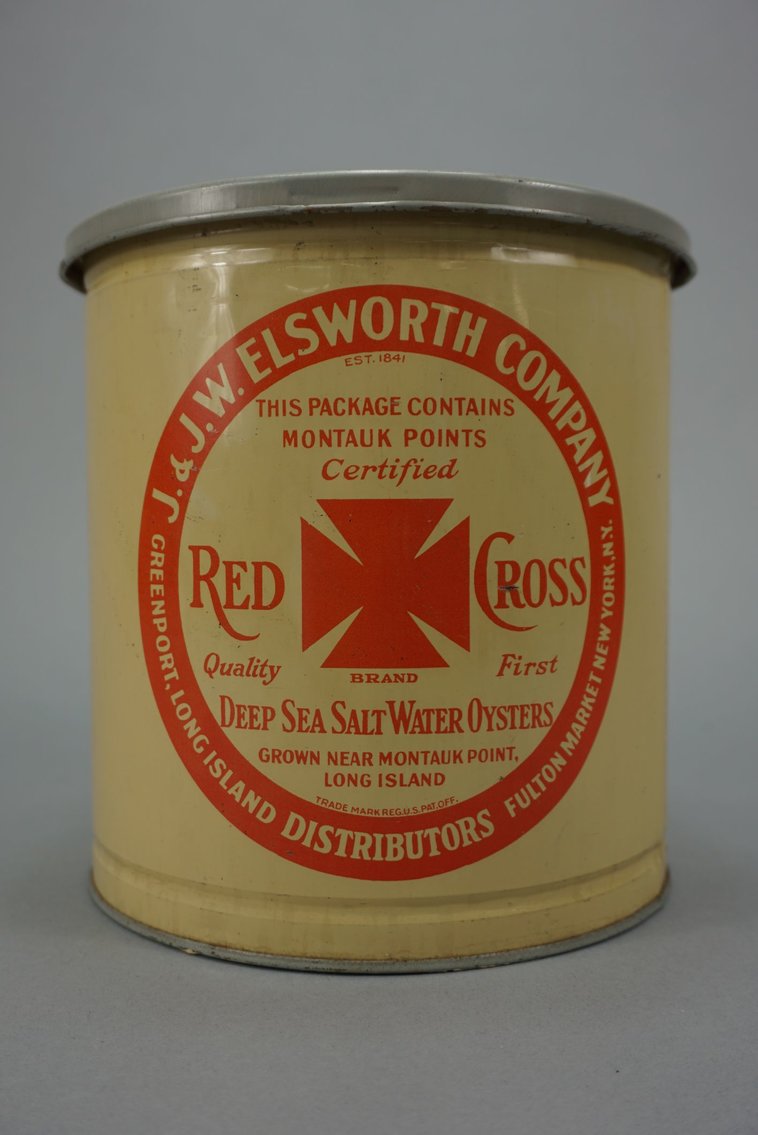 J. & J.W. ELSWORTH COMPANY
EST. 1841
THIS PACKAGE CONTAINS
MONTAUK POINTS
Certified
RED CROSS
Quality First
BRAND
DEEP SEA SALT WATER OYSTERS
GROWN NEAR MONTAUK POINT,
LONG ISLAND
TRADE MARK REG. U.S. PAT. OFF.
GREENPORT, LONG ISLAND DISTRIBUTORS FULTON MARKET NEW YORK, N.Y.